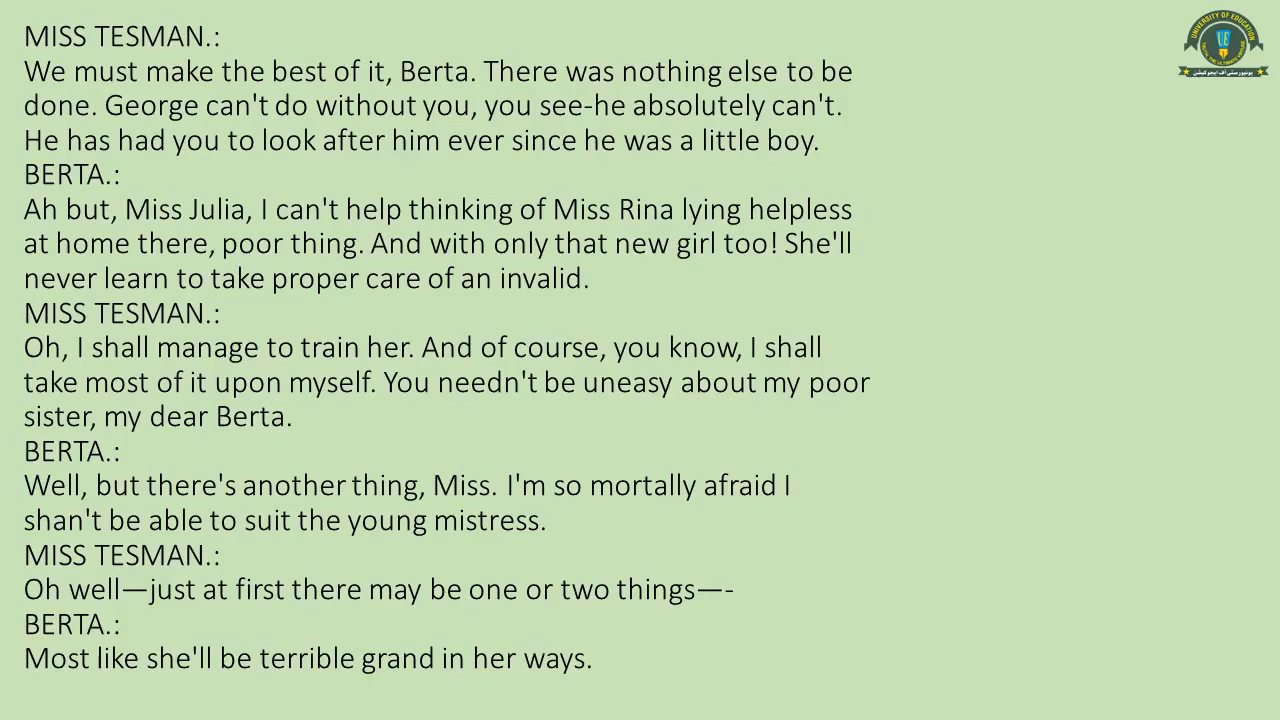 MISS TESMAN.:
We must make the best of it, Berta. There was nothing else to be
done. George can't do without you, you see-he absolutely can't.
He has had you to look after him ever since he was a little boy.
BERTA.:
Ah but, Miss Julia, I can't help thinking of Miss Rina lying helpless
at home there, poor thing. And with only that new girl too! She'll
never learn to take proper care of an invalid.
MISS TESMAN.:
Oh, I shall manage to train her. And of course, you know, I shall
take most of it upon myself. You needn't be uneasy about my poor
sister, my dear Berta.
BERTA.:
Well, but there's another thing, Miss. I'm so mortally afraid I
shan't be able to suit the young mistress.
MISS TESMAN.:
Oh well—just at first there may be one or two things—-
BERTA.:
Most like she'll be terrible grand in her ways.
UNIVERSITY OF EDUCATION
UE
یونیورسٹی آف ایجوکیشن